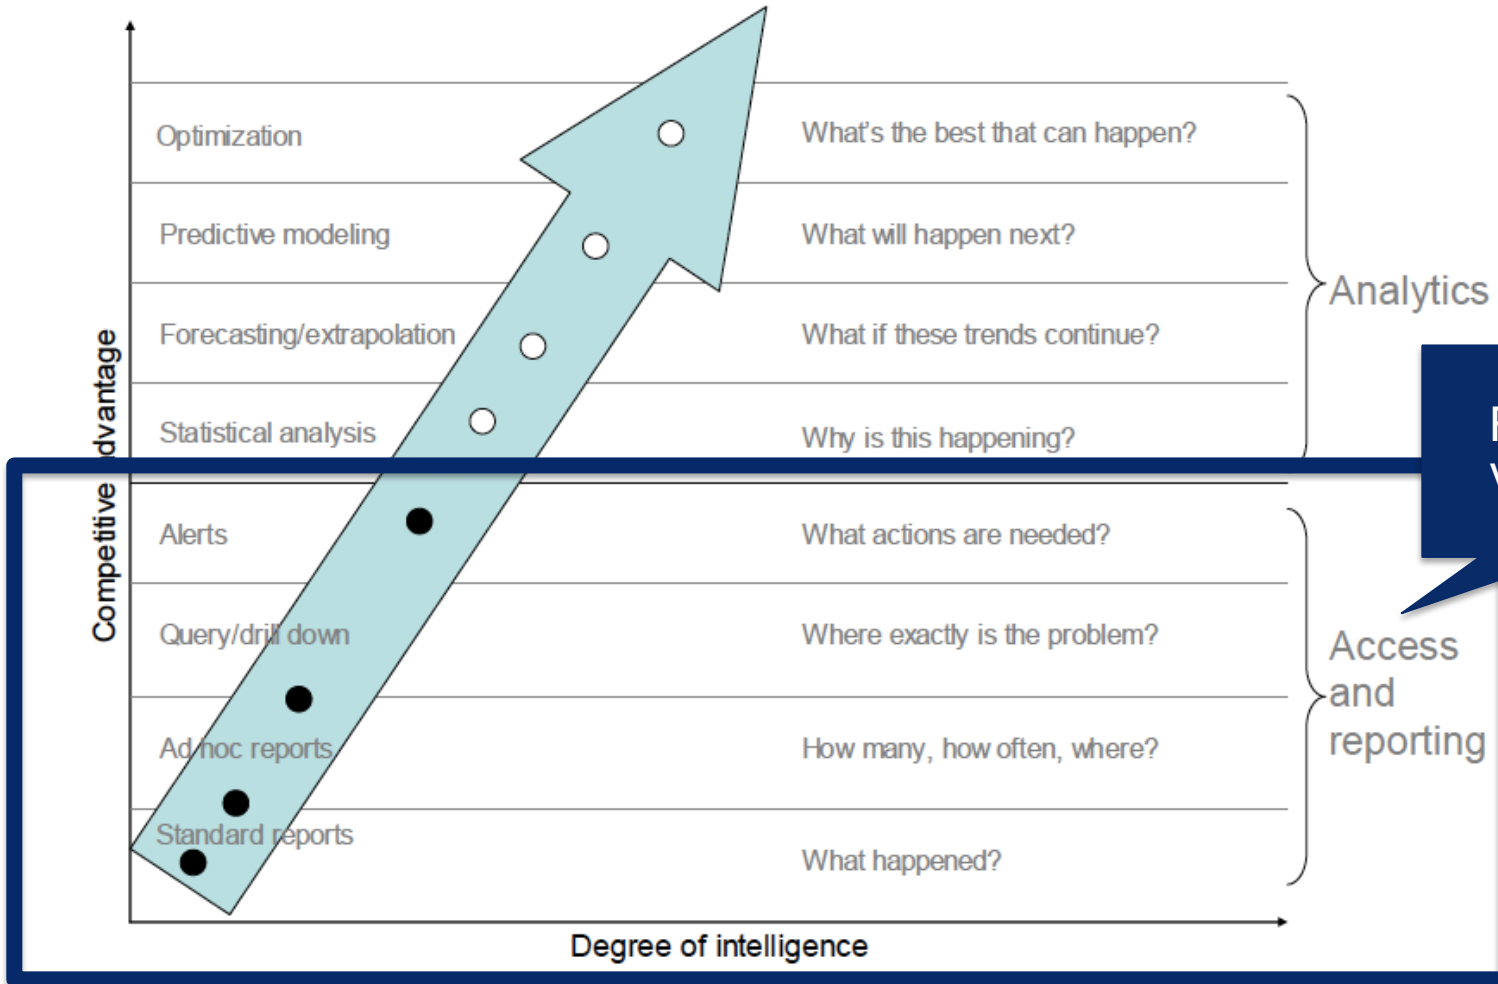 Optimization
What's the best that can happen?
Predictive modeling
What will happen next?
Analytics
Forecasting/extrapolation
What if these trends continue?
Statistical analysis
Why is this happening?
Competitive advantage
Alerts
What actions are needed?
Query/drill down
Where exactly is the problem?
Access
and
reporting
Ad hoc reports
How many, how often, where?
Standard reports
What happened?
Degree of intelligence